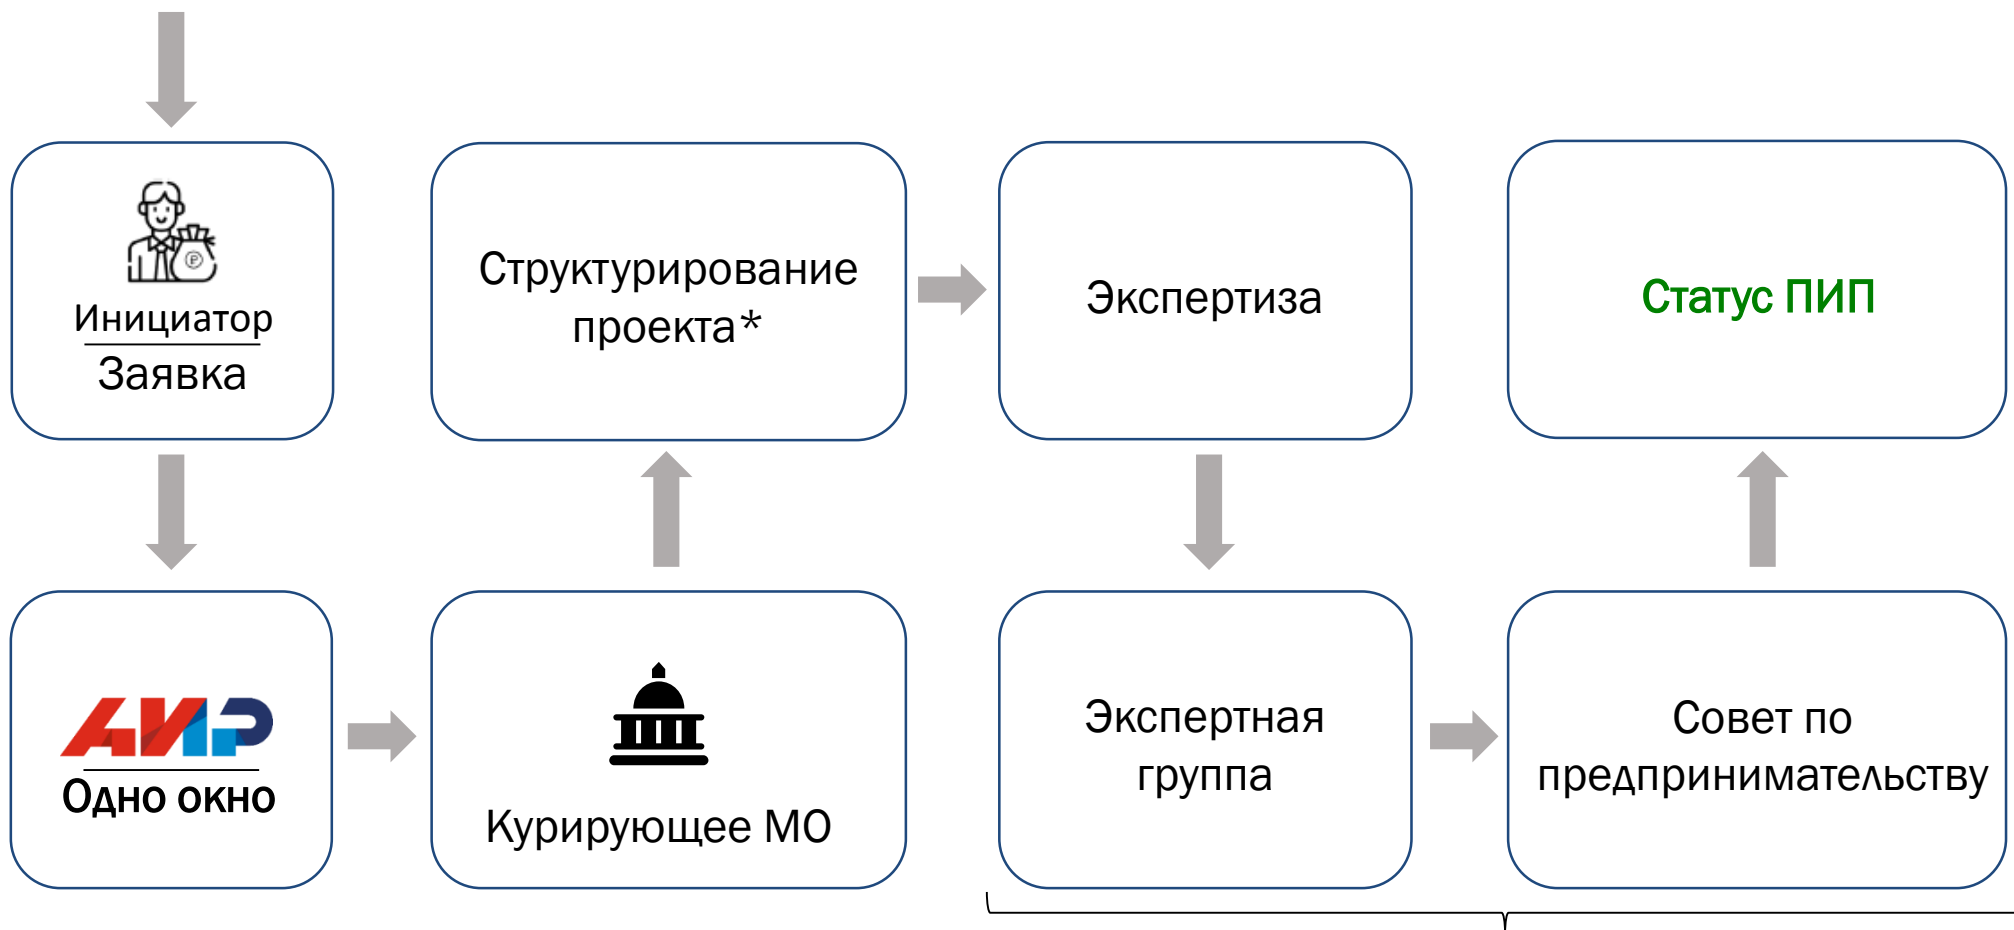 Инициатор
Заявка
АИР
Одно окно
Курирующее МО
Структурирование
проекта*
Экспертиза
Экспертная
группа
Совет по
предпринимательству
Статус ПИП